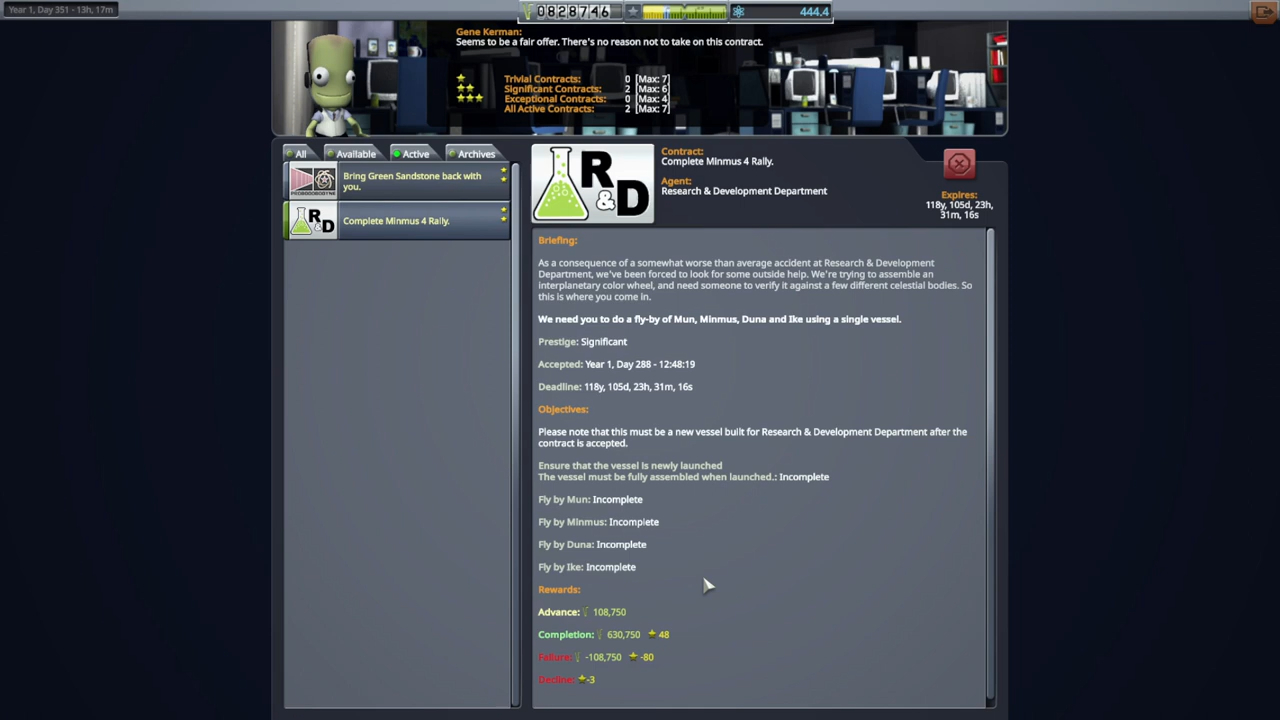 Year 1, Day 351 - 13h, 17m
0828746
444.4
Gene Kerman:
Seems to be a fair offer. There's no reason not to take on this contract.
Trivial Contracts: 0 [Max: 7]
Significant Contracts: 2 [Max: 6]
Exceptional Contracts: 0 [Max: 4]
All Active Contracts: 2 [Max: 7]
All
Available
Active
Archives
Bring Green Sandstone back with
you.
R
&
D
Complete Minmus 4 Rally.
R
&
D
Contract:
Complete Minmus 4 Rally.
Agent:
Research & Development Department
Expires:
118y, 105d, 23h,
31m, 16s
Briefing:
As a consequence of a somewhat worse than average accident at Research & Development
Department, we've been forced to look for some outside help. We're trying to assemble an
interplanetary color wheel, and need someone to verify it against a few different celestial bodies. So
this is where you come in.
We need you to do a fly-by of Mun, Minmus, Duna and Ike using a single vessel.
Prestige: Significant
Accepted: Year 1, Day 288 - 12:48:19
Deadline: 118y, 105d, 23h, 31m, 16s
Objectives:
Please note that this must be a new vessel built for Research & Development Department after the
contract is accepted.
Ensure that the vessel is newly launched
The vessel must be fully assembled when launched.: Incomplete
Fly by Mun: Incomplete
Fly by Minmus: Incomplete
Fly by Duna: Incomplete
Fly by Ike: Incomplete
Rewards:
Advance: 108,750
Completion: 630,750 48
Failure: -108,750 -80
Decline: -3